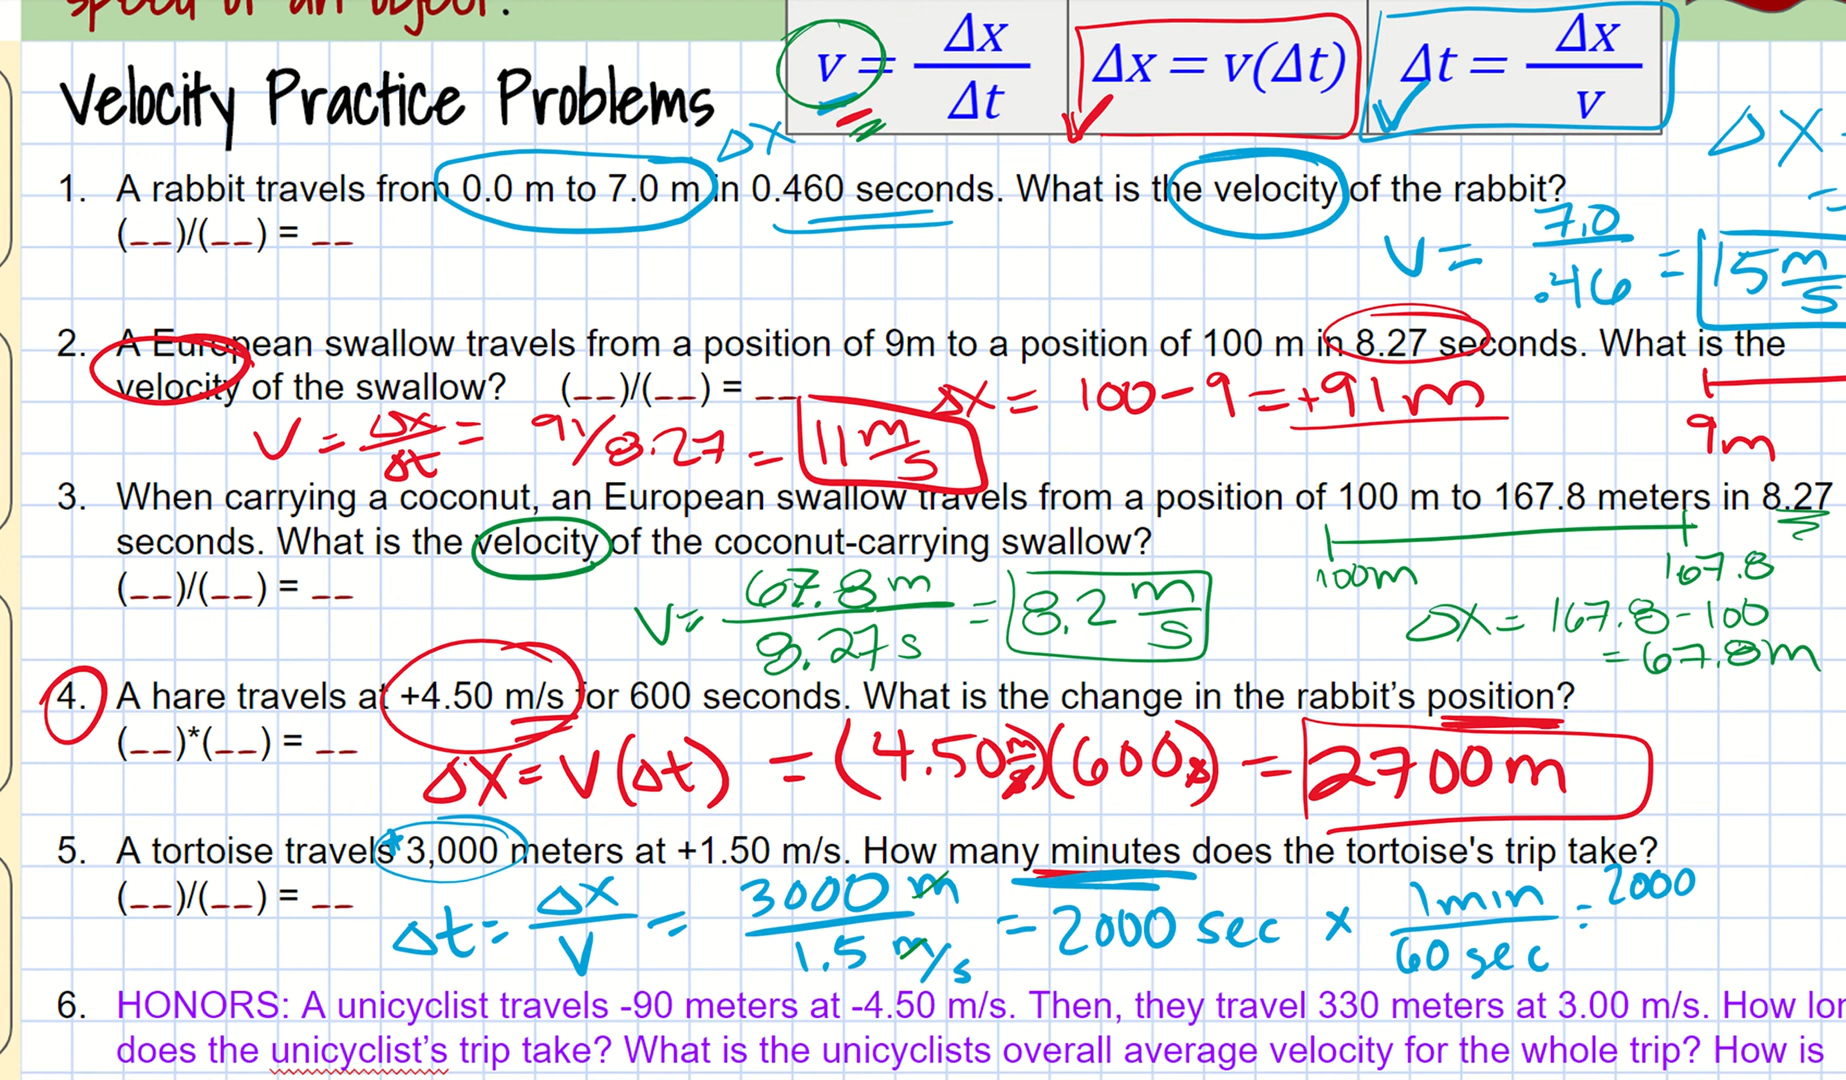 speed of an object.
v = Δx / Δt
Δx = v(Δt)
Δt = Δx / v
Velocity Practice Problems
ΔX
ΔX =
1. A rabbit travels from 0.0 m to 7.0 m in 0.460 seconds. What is the velocity of the rabbit?
(__)/(__) = __
V = 7.0 / .46 = 15 m/s
2. A European swallow travels from a position of 9m to a position of 100 m in 8.27 seconds. What is the
velocity of the swallow? (__)/(__) = __
ΔX = 100 - 9 = +91 m
9m
V = ΔX / Δt = 91/8.27 = 11 m/s
3. When carrying a coconut, an European swallow travels from a position of 100 m to 167.8 meters in 8.27
seconds. What is the velocity of the coconut-carrying swallow?
100m 167.8
(__)/(__) = __
V = 67.8 m / 8.27 s = 8.2 m/s
ΔX = 167.8 - 100
= 67.8m
4. A hare travels at +4.50 m/s for 600 seconds. What is the change in the rabbit’s position?
(__)*(__) = __
ΔX = V(Δt) = (4.50 m/s)(600 s) = 2700 m
5. A tortoise travels 3,000 meters at +1.50 m/s. How many minutes does the tortoise's trip take?
(__)/(__) = __
Δt = ΔX / V = 3000 m / 1.5 m/s = 2000 sec × 1 min / 60 sec = 2000
6. HONORS: A unicyclist travels -90 meters at -4.50 m/s. Then, they travel 330 meters at 3.00 m/s. How
does the unicyclist’s trip take? What is the unicyclists overall average velocity for the whole trip? How is